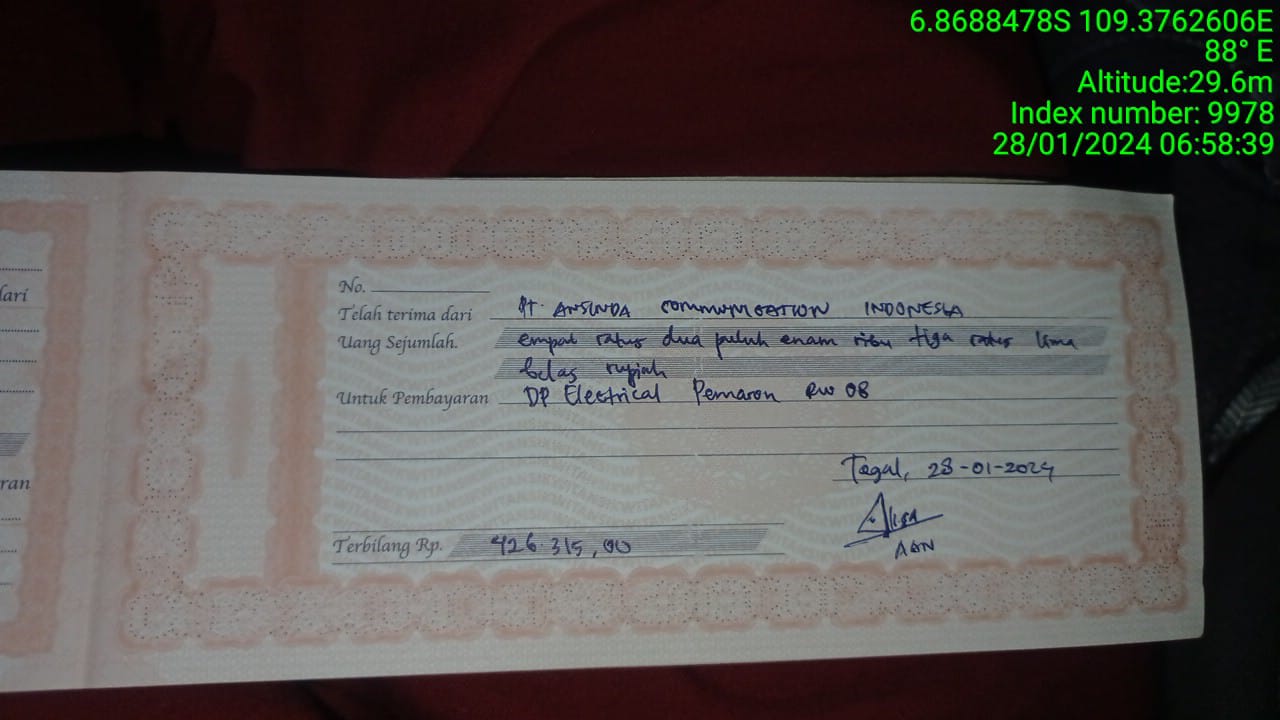 6.8688478S 109.3762606E
88° E
Altitude:29.6m
Index number: 9978
28/01/2024 06:58:39
dari
ran
No.
Telah terima dari PT. ANSINDA COMMUNICATION INDONESIA
Uang Sejumlah. empat ratus dua puluh enam ribu tiga ratus lima
belas rupiah
Untuk Pembayaran DP Electrical Pemaron RW 08
Tegal, 28-01-2024
AAN
Terbilang Rp. 426.315,00